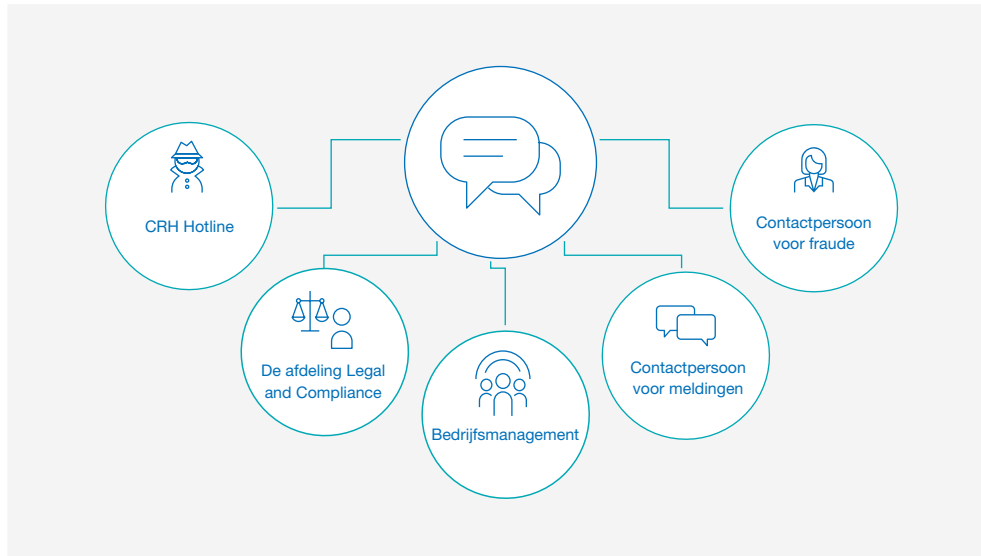 CRH Hotline
De afdeling Legal
and Compliance
Bedrijfsmanagement
Contactpersoon
voor meldingen
Contactpersoon
voor fraude